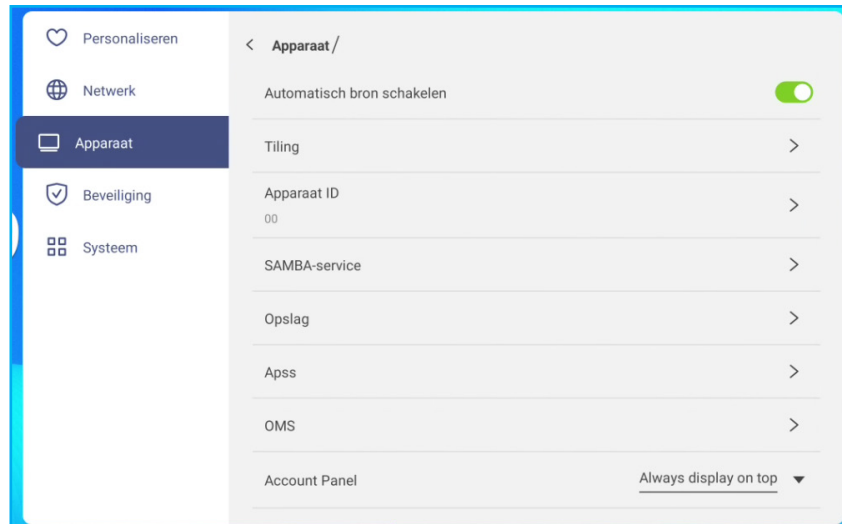 Personaliseren
Netwerk
Apparaat
Beveiliging
Systeem
Apparaat/
Automatisch bron schakelen
Tiling
Apparaat ID
00
SAMBA-service
Opslag
Apss
OMS
Account Panel Always display on top